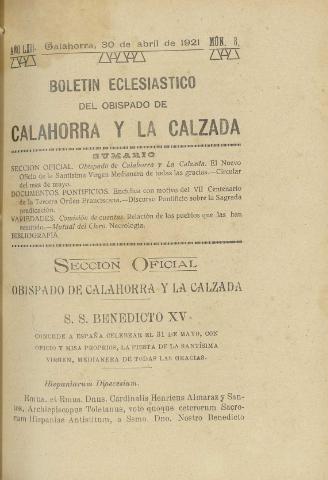 AÑO LXII. Calahorra, 30 de abril de 1921 NÚM. 8.
BOLETIN ECLESIASTICO
DEL OBISPADO DE
CALAHORRA Y LA CALZADA
SUMARIO
SECCION OFICIAL. Obispado de Calahorra y La Calzada. El Nuevo
Oficio de la Santísima Virgen Medianera de todas las gracias.—Circular
del mes de mayo.
DOCUMENTOS PONTIFICIOS. Encíclica con motivo del VII Centenario
de la Tercera Orden Franciscana.—Discurso Pontificio sobre la Sagrada
predicación.
VARIEDADES. Comisión de cuentas. Relación de los pueblos que las han
remitido.—Mutual del Clero. Necrología.
BIBLIOGRAFÍA.
SECCION OFICIAL
OBISPADO DE CALAHORRA Y LA CALZADA
S. S. BENEDICTO XV
CONCEDE A ESPAÑA CELEBRAR EL 31 DE MAYO, CON
OFICIO Y MISA PROPIOS, LA FIESTA DE LA SANTÍSIMA
VIRGEN, MEDIANERA DE TODAS LAS GRACIAS.
Hispaniarum Dipecesium.
Emus. et Rmus. Dnus. Cardinalis Henricus Almaraz y San-
tos, Archiepiscopus Toletanus, voto quoque ceterorum Sacro-
rum Hispaniae Antistitum, a Ssmo. Dno. Nostro Benedicto